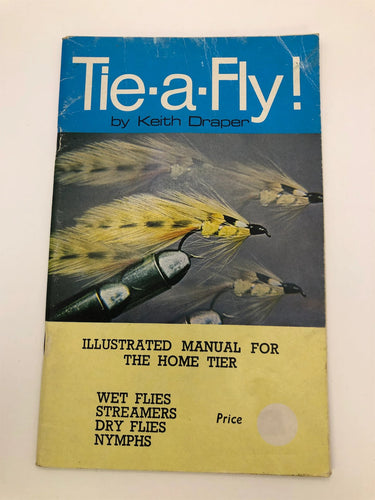 Tie·a·Fly!
by Keith Draper
ILLUSTRATED MANUAL FOR
THE HOME TIER
WET FLIES
STREAMERS
DRY FLIES
NYMPHS
Price